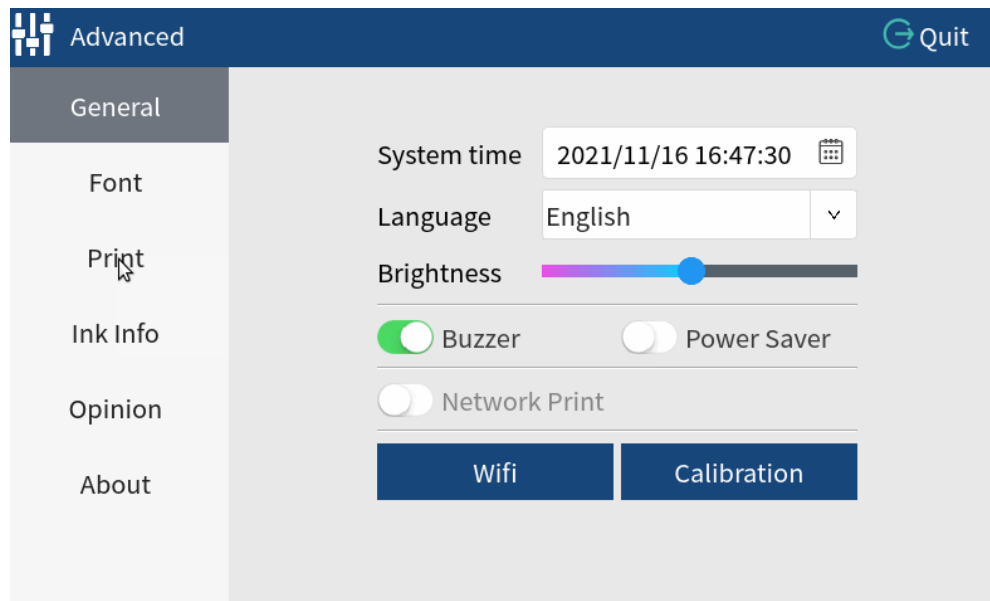 Advanced
Quit
General
Font
Print
Ink Info
Opinion
About
System time 2021/11/16 16:47:30
Language English
Brightness
Buzzer Power Saver
Network Print
Wifi Calibration